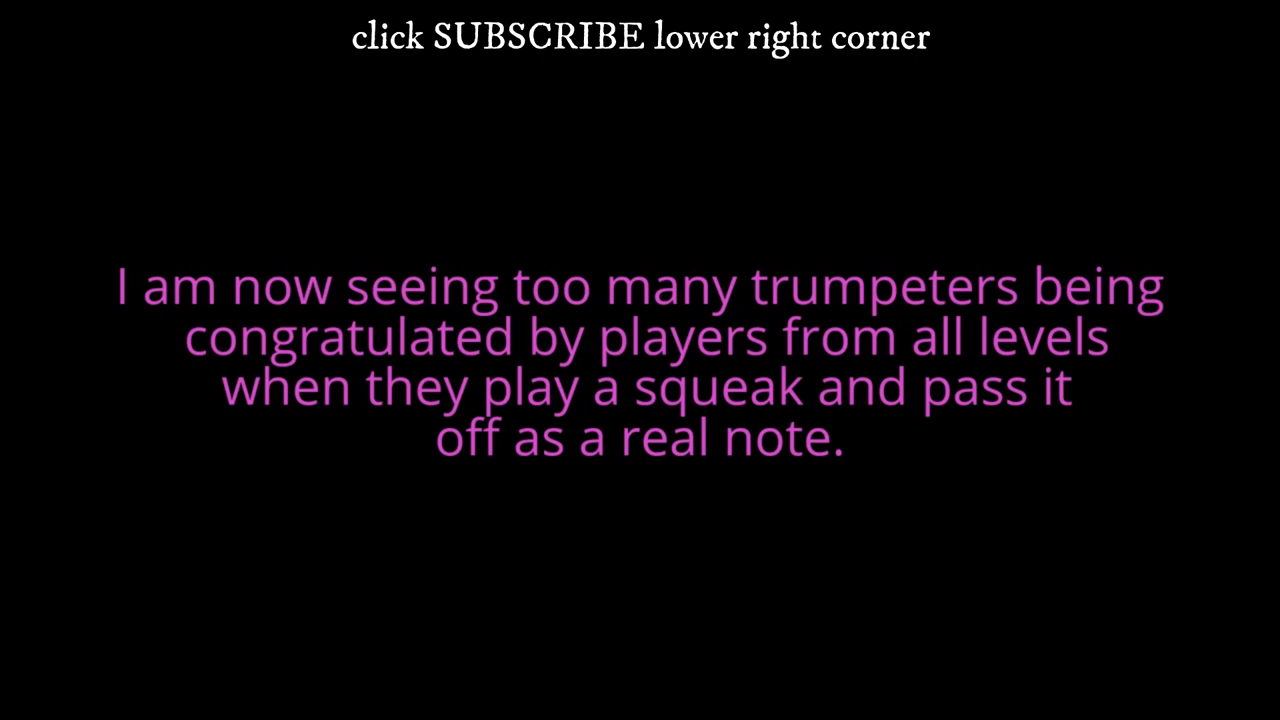 click SUBSCRIBE lower right corner
I am now seeing too many trumpeters being
congratulated by players from all levels
when they play a squeak and pass it
off as a real note.